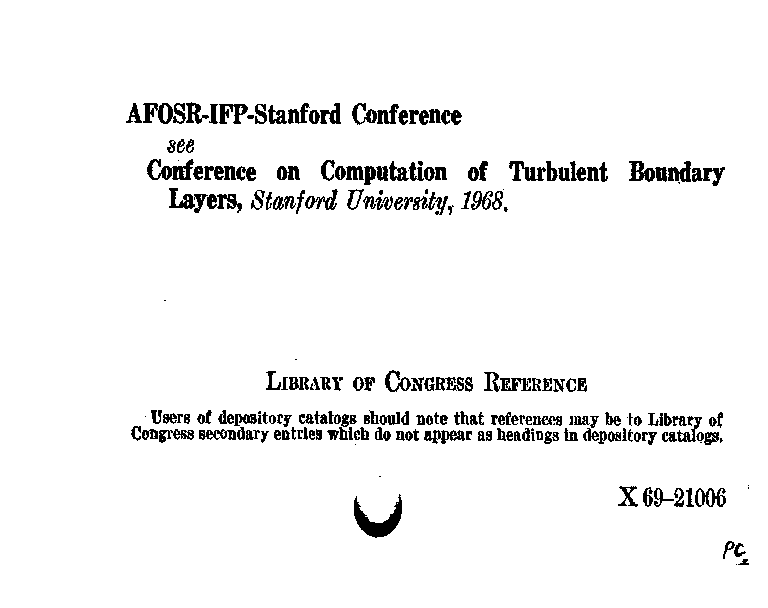 AFOSR-IFP-Stanford Conference
see
Conference on Computation of Turbulent Boundary
Layers, Stanford University, 1968.
LIBRARY OF CONGRESS REFERENCE
Users of depository catalogs should note that references may be to Library of
Congress secondary entries which do not appear as headings in depository catalogs.
X 69–21006
PC